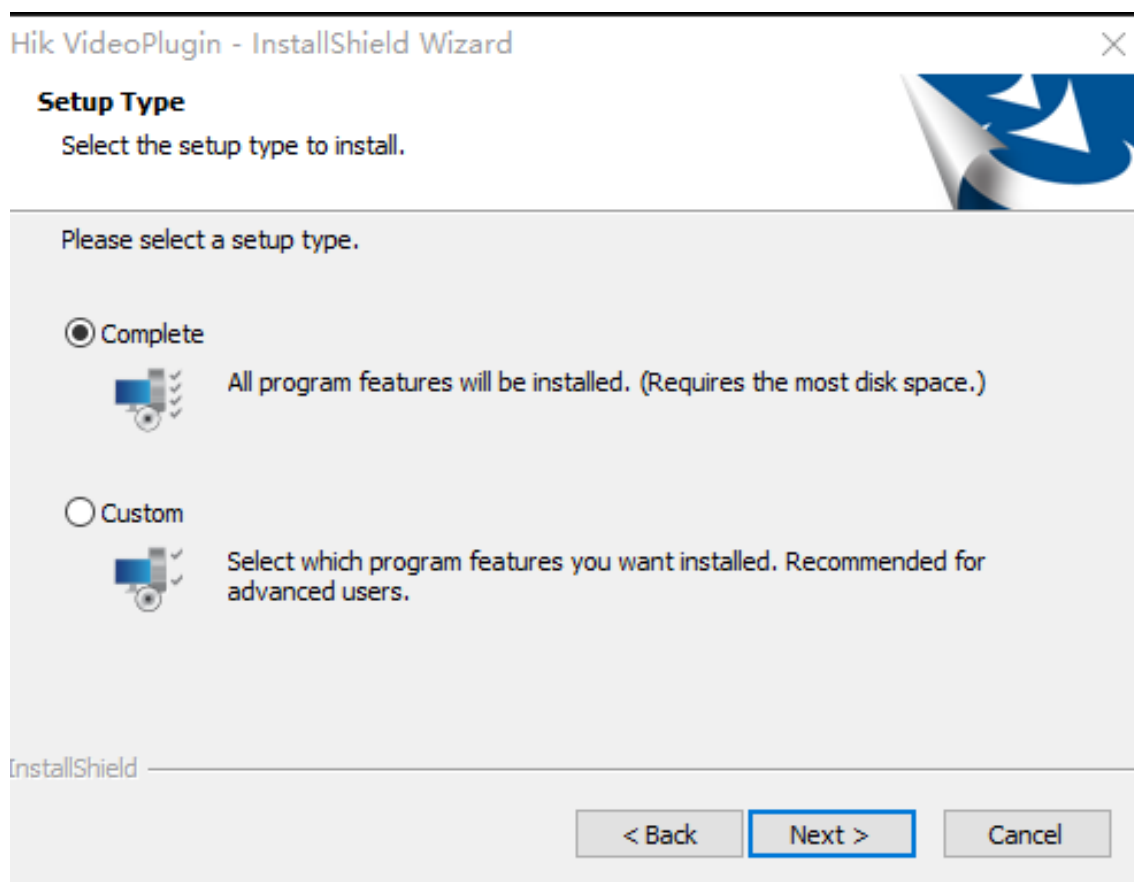 Hik VideoPlugin - InstallShield Wizard
Setup Type
Select the setup type to install.
Please select a setup type.
Complete
All program features will be installed. (Requires the most disk space.)
Custom
Select which program features you want installed. Recommended for
advanced users.
InstallShield
< Back
Next >
Cancel